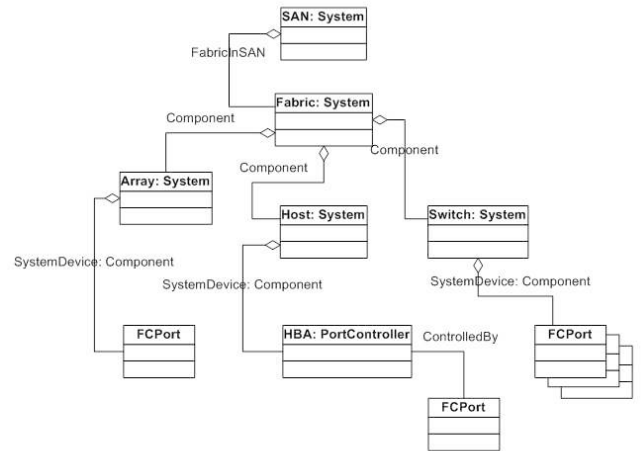 SAN: System
FabricInSAN
Fabric: System
Component
Component
Component
Array: System
Host: System
Switch: System
SystemDevice: Component
SystemDevice: Component
SystemDevice: Component
FCPort
HBA: PortController
ControlledBy
FCPort
FCPort